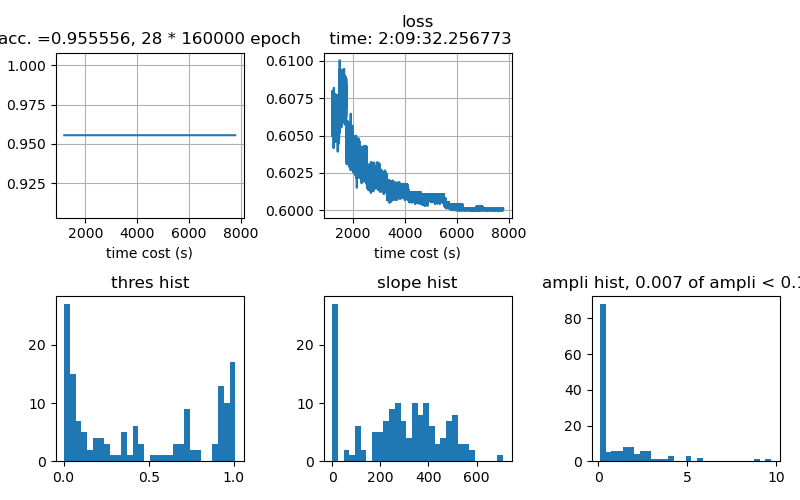 acc. =0.955556, 28 * 160000 epoch
1.000
0.975
0.950
0.925
2000 4000 6000 8000
time cost (s)
loss
time: 2:09:32.256773
0.6100
0.6075
0.6050
0.6025
0.6000
2000 4000 6000 8000
time cost (s)
thres hist
20
10
0
0.0 0.5 1.0
slope hist
20
10
0
0 200 400 600
ampli hist, 0.007 of ampli < 0.1
80
60
40
20
0
0 5 10